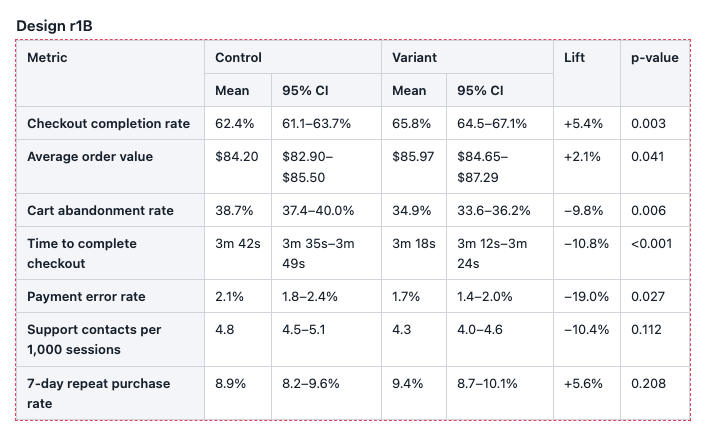 Design r1B
Metric Control Variant Lift p-value
Mean 95% CI Mean 95% CI
Checkout completion rate 62.4% 61.1–63.7% 65.8% 64.5–67.1% +5.4% 0.003
Average order value $84.20 $82.90– $85.97 $84.65– +2.1% 0.041
$85.50 $87.29
Cart abandonment rate 38.7% 37.4–40.0% 34.9% 33.6–36.2% −9.8% 0.006
Time to complete 3m 42s 3m 35s–3m 3m 18s 3m 12s–3m −10.8% <0.001
checkout 49s 24s
Payment error rate 2.1% 1.8–2.4% 1.7% 1.4–2.0% −19.0% 0.027
Support contacts per 4.8 4.5–5.1 4.3 4.0–4.6 −10.4% 0.112
1,000 sessions
7-day repeat purchase 8.9% 8.2–9.6% 9.4% 8.7–10.1% +5.6% 0.208
rate